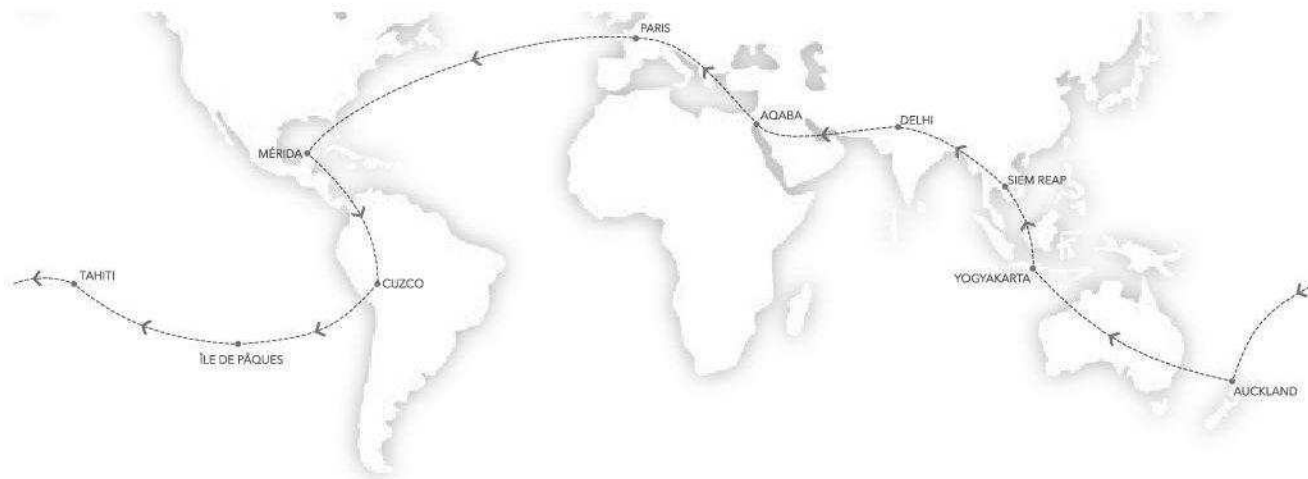 PARIS
AQABA
DELHI
MÉRIDA
SIEM REAP
TAHITI
CUZCO
YOGYAKARTA
ÎLE DE PÂQUES
AUCKLAND